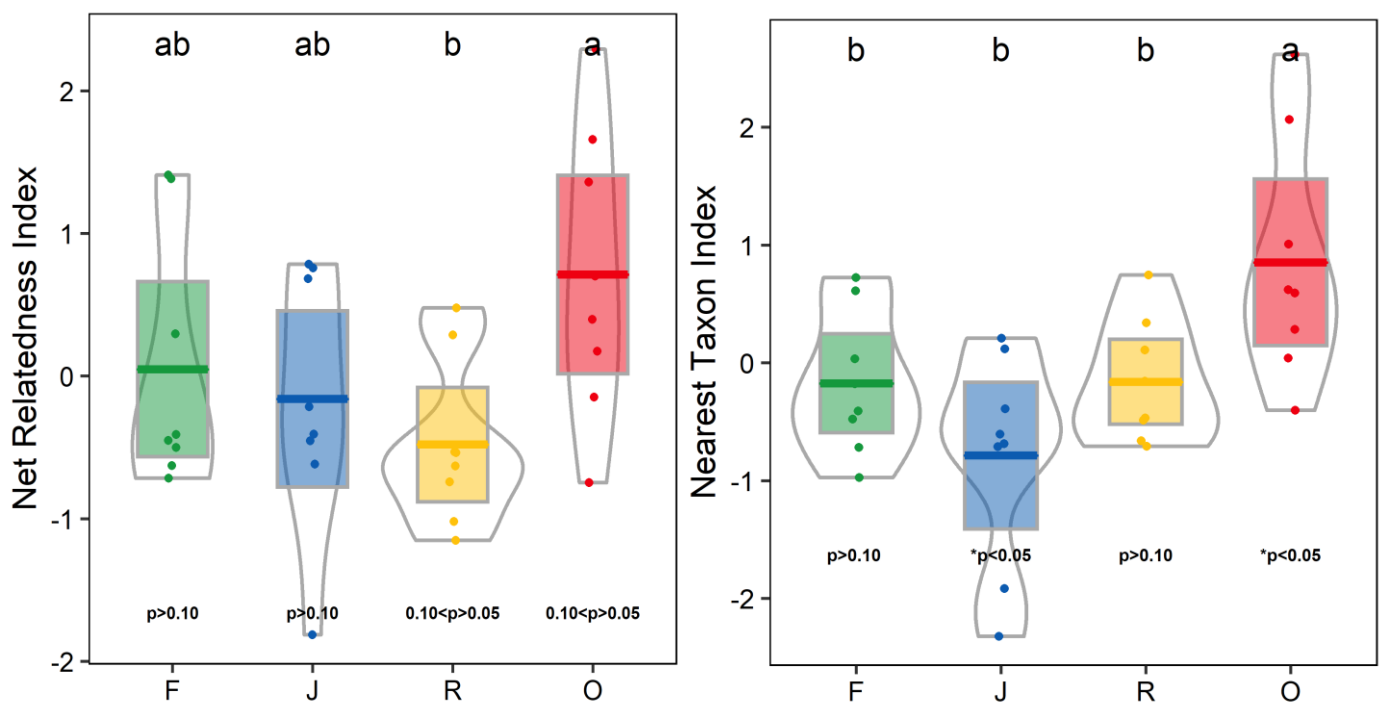 Net Relatedness Index
2
1
0
-1
-2
ab
ab
b
a
p>0.10
p>0.10
0.10<p>0.05
0.10<p>0.05
F
J
R
O
Nearest Taxon Index
2
1
0
-1
-2
b
b
b
a
p>0.10
*p<0.05
p>0.10
*p<0.05
F
J
R
O